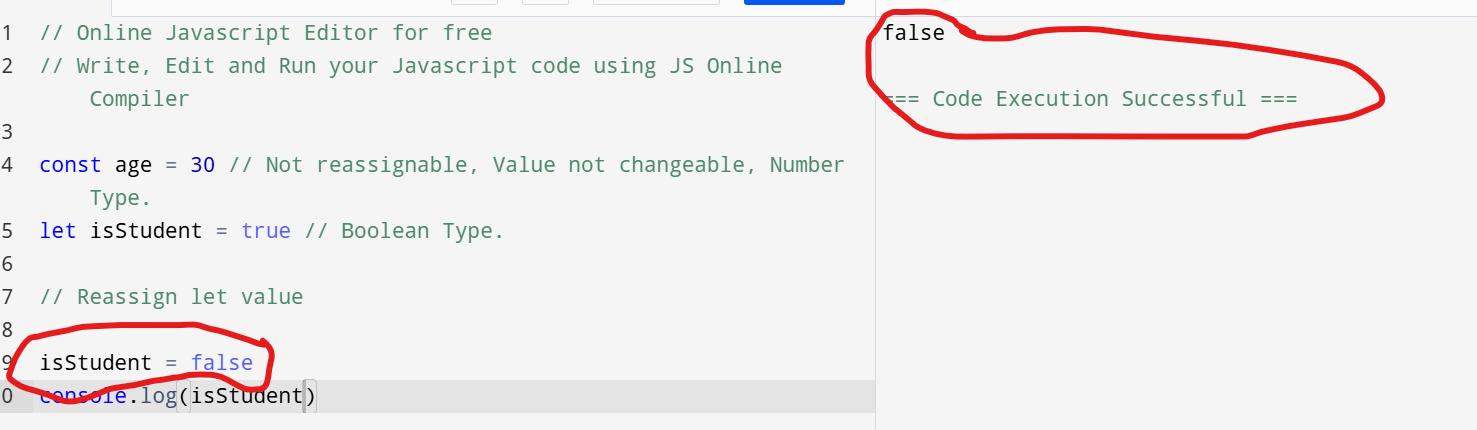 1 // Online Javascript Editor for free
2 // Write, Edit and Run your Javascript code using JS Online
Compiler
3
4 const age = 30 // Not reassignable, Value not changeable, Number
Type.
5 let isStudent = true // Boolean Type.
6
7 // Reassign let value
8
9 isStudent = false
0 console.log(isStudent)
false
=== Code Execution Successful ===